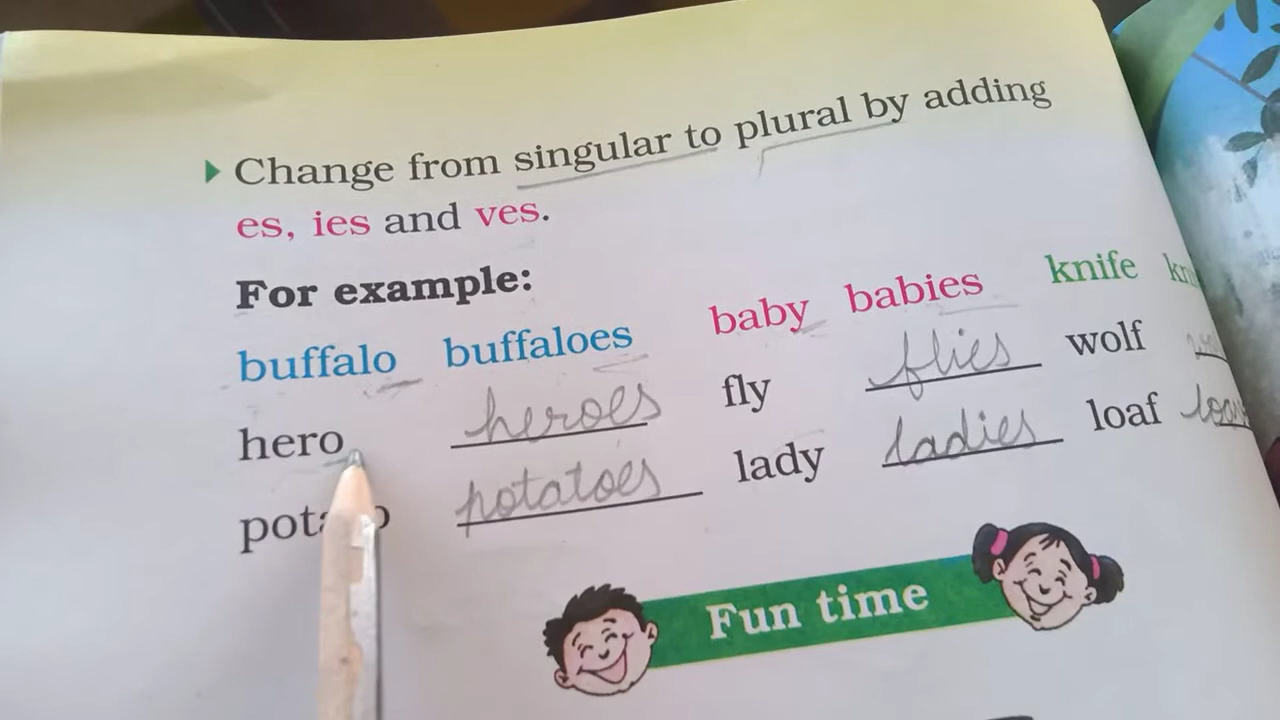 Change from singular to plural by adding
es, ies and ves.
For example:
buffalo buffaloes baby babies knife
hero heroes fly flies wolf
potatoes lady ladies loaf
Fun time